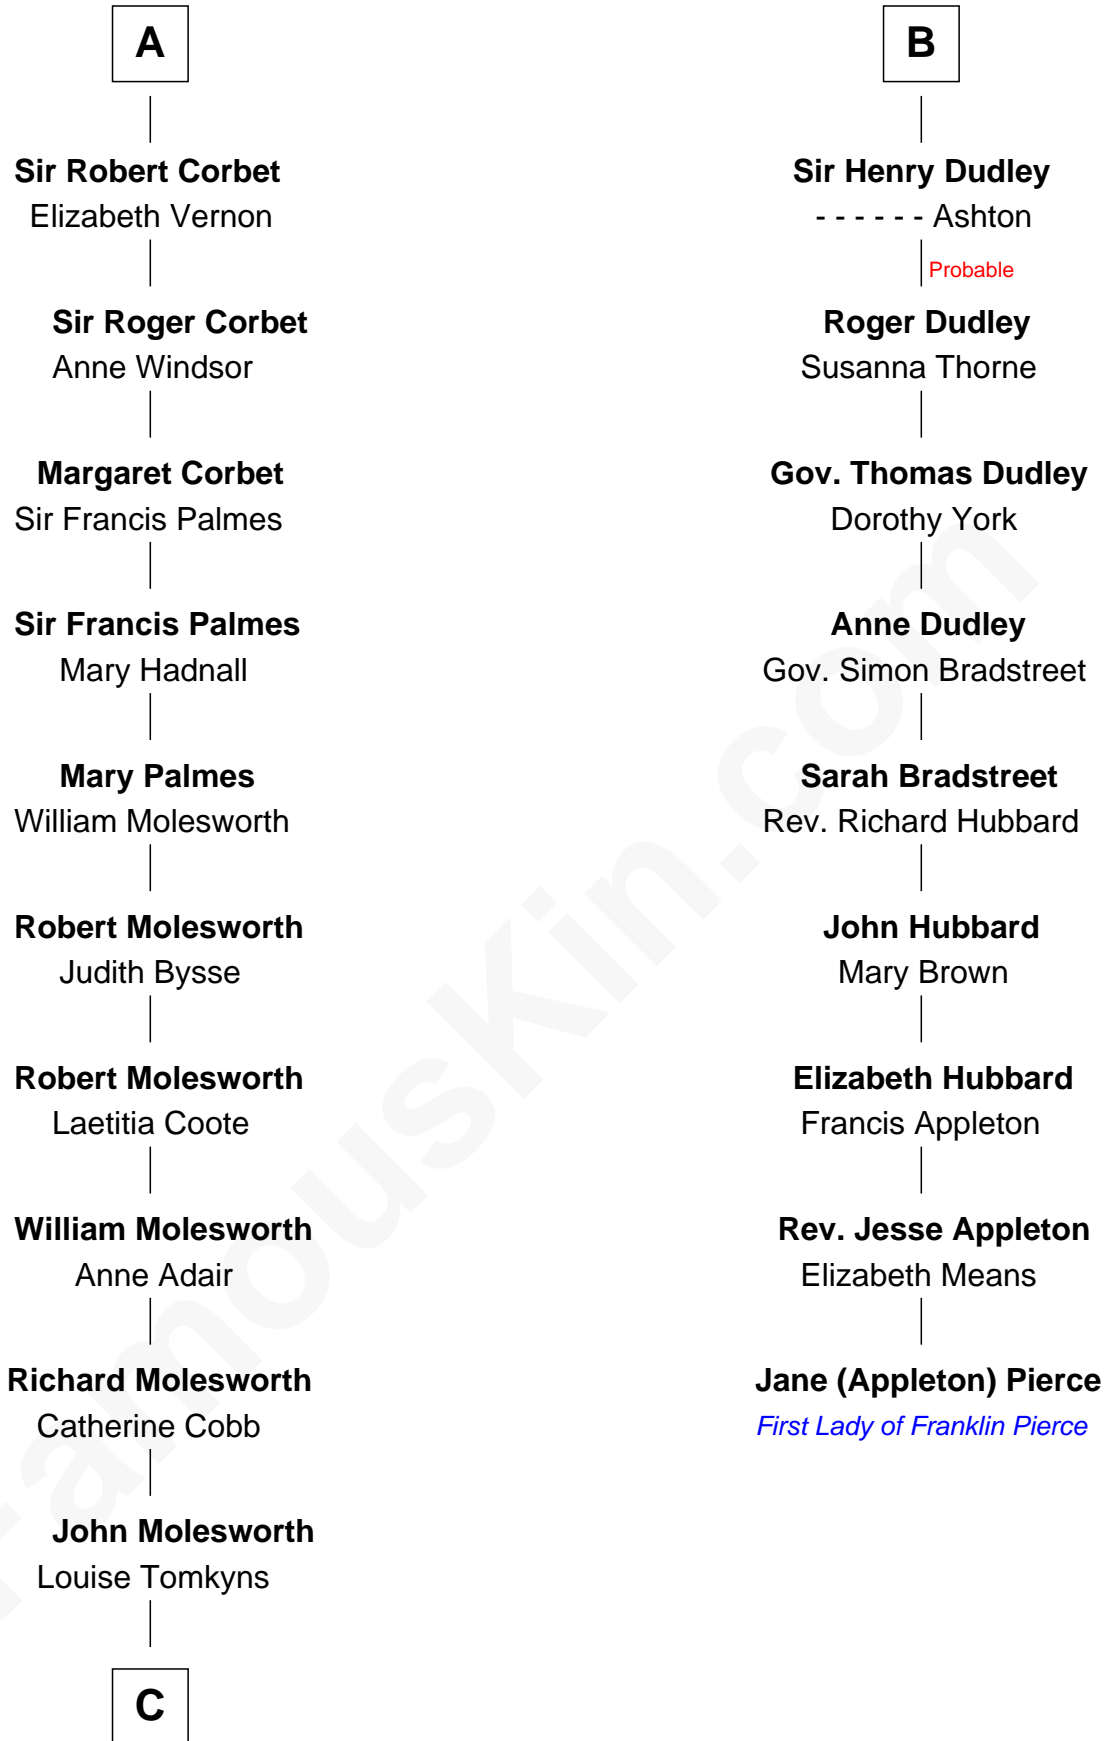 A
Sir Robert Corbet
Elizabeth Vernon
Sir Roger Corbet
Anne Windsor
Margaret Corbet
Sir Francis Palmes
Sir Francis Palmes
Mary Hadnall
Mary Palmes
William Molesworth
Robert Molesworth
Judith Bysse
Robert Molesworth
Laetitia Coote
William Molesworth
Anne Adair
Richard Molesworth
Catherine Cobb
John Molesworth
Louise Tomkyns
C
B
Sir Henry Dudley
- - - - - - Ashton
Probable
Roger Dudley
Susanna Thorne
Gov. Thomas Dudley
Dorothy York
Anne Dudley
Gov. Simon Bradstreet
Sarah Bradstreet
Rev. Richard Hubbard
John Hubbard
Mary Brown
Elizabeth Hubbard
Francis Appleton
Rev. Jesse Appleton
Elizabeth Means
Jane (Appleton) Pierce
First Lady of Franklin Pierce
FamousKin.com